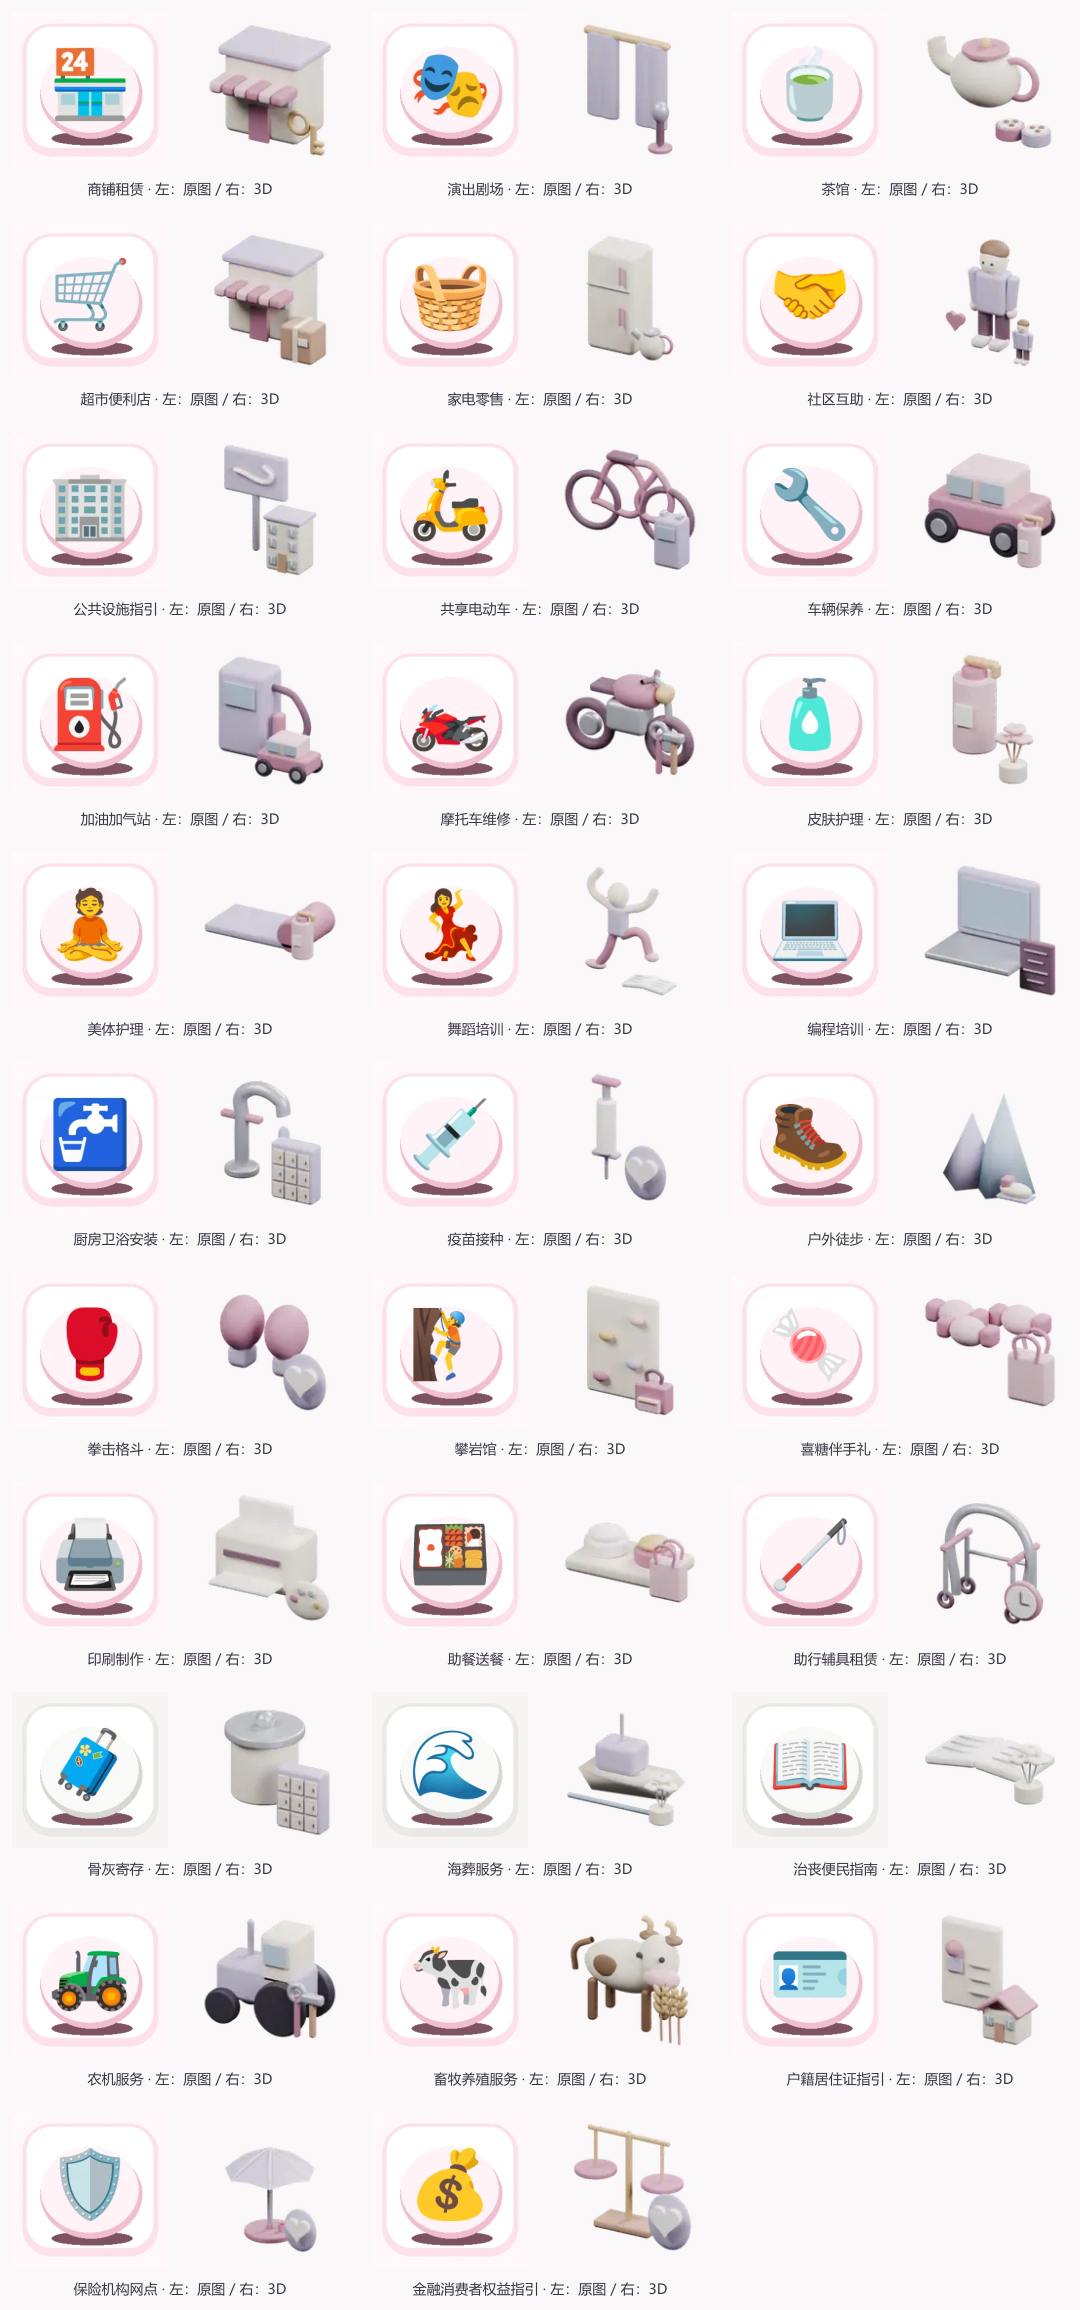 24
商铺租赁 · 左：原图 / 右：3D
演出剧场 · 左：原图 / 右：3D
茶馆 · 左：原图 / 右：3D
超市便利店 · 左：原图 / 右：3D
家电零售 · 左：原图 / 右：3D
社区互助 · 左：原图 / 右：3D
公共设施指引 · 左：原图 / 右：3D
共享电动车 · 左：原图 / 右：3D
车辆保养 · 左：原图 / 右：3D
加油加气站 · 左：原图 / 右：3D
摩托车维修 · 左：原图 / 右：3D
皮肤护理 · 左：原图 / 右：3D
美体护理 · 左：原图 / 右：3D
舞蹈培训 · 左：原图 / 右：3D
编程培训 · 左：原图 / 右：3D
厨房卫浴安装 · 左：原图 / 右：3D
疫苗接种 · 左：原图 / 右：3D
户外徒步 · 左：原图 / 右：3D
拳击格斗 · 左：原图 / 右：3D
攀岩馆 · 左：原图 / 右：3D
喜糖伴手礼 · 左：原图 / 右：3D
印刷制作 · 左：原图 / 右：3D
助餐送餐 · 左：原图 / 右：3D
助行辅具租赁 · 左：原图 / 右：3D
骨灰寄存 · 左：原图 / 右：3D
海葬服务 · 左：原图 / 右：3D
治丧便民指南 · 左：原图 / 右：3D
农机服务 · 左：原图 / 右：3D
畜牧养殖服务 · 左：原图 / 右：3D
户籍居住证指引 · 左：原图 / 右：3D
$
保险机构网点 · 左：原图 / 右：3D
金融消费者权益指引 · 左：原图 / 右：3D